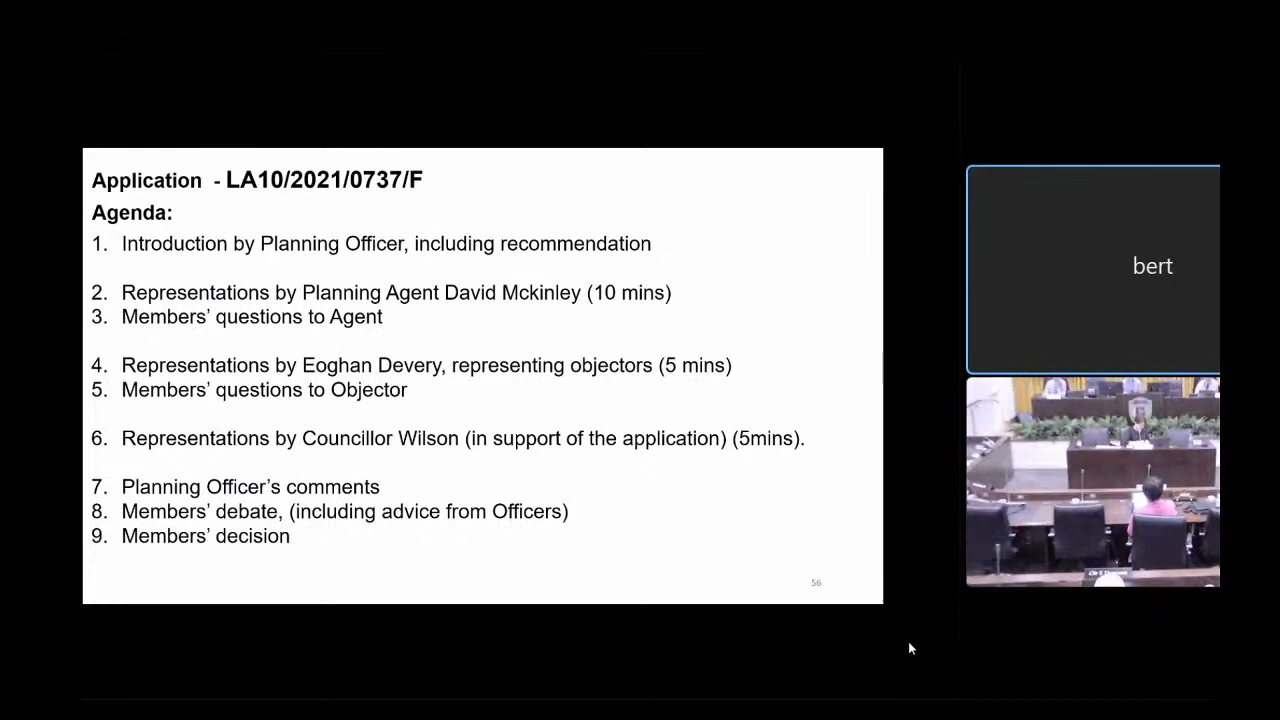 Application - LA10/2021/0737/F
Agenda:
1. Introduction by Planning Officer, including recommendation
2. Representations by Planning Agent David Mckinley (10 mins)
3. Members’ questions to Agent
4. Representations by Eoghan Devery, representing objectors (5 mins)
5. Members’ questions to Objector
6. Representations by Councillor Wilson (in support of the application) (5mins).
7. Planning Officer’s comments
8. Members’ debate, (including advice from Officers)
9. Members’ decision
56
bert